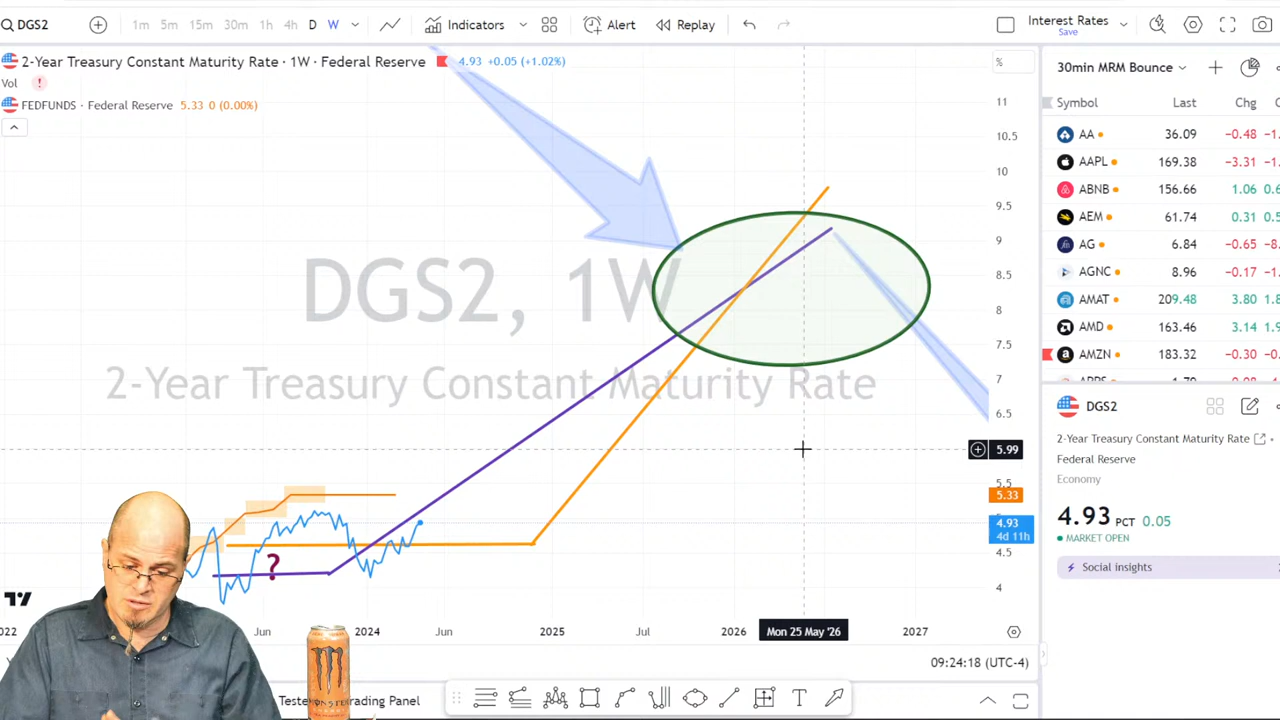 DGS2 1m 5m 15m 30m 1h 4h D W Indicators Alert Replay Interest Rates
Save
2-Year Treasury Constant Maturity Rate · 1W · Federal Reserve 4.93 +0.05 (+1.02%)
Vol !
FEDFUNDS · Federal Reserve 5.33 0 (0.00%)
%
11
10.5
10
9.5
9
8.5
8
7.5
7
6.5
5.99
5.5
5.33
4.93
4d 11h
4.5
4
DGS2, 1W
2-Year Treasury Constant Maturity Rate
?
2022 Jun 2024 Jun 2025 Jul 2026 Mon 25 May '26 2027
09:24:18 (UTC-4)
Trading Panel
T
MONSTER
30min MRM Bounce
Symbol Last Chg
AA 36.09 −0.48
AAPL 169.38 −3.31
ABNB 156.66 1.06
AEM 61.74 0.31
AG 6.84 −0.65
AGNC 8.96 −0.17
AMAT 209.48 3.80
AMD 163.46 3.14
AMZN 183.32 −0.30
DGS2
2-Year Treasury Constant Maturity Rate
Federal Reserve
Economy
4.93 PCT 0.05
MARKET OPEN
Social insights